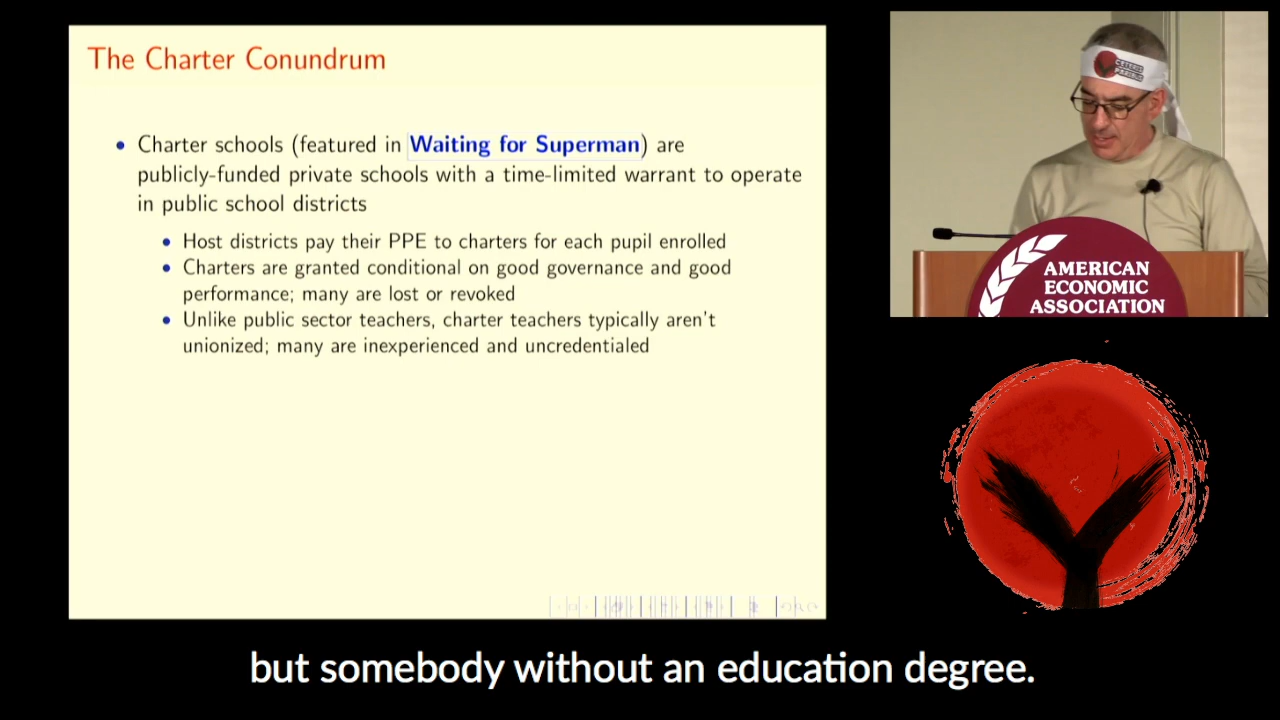 The Charter Conundrum
• Charter schools (featured in Waiting for Superman) are
publicly-funded private schools with a time-limited warrant to operate
in public school districts
• Host districts pay their PPE to charters for each pupil enrolled
• Charters are granted conditional on good governance and good
performance; many are lost or revoked
• Unlike public sector teachers, charter teachers typically aren't
unionized; many are inexperienced and uncredentialed
AMERICAN
ECONOMIC
ASSOCIATION
but somebody without an education degree.